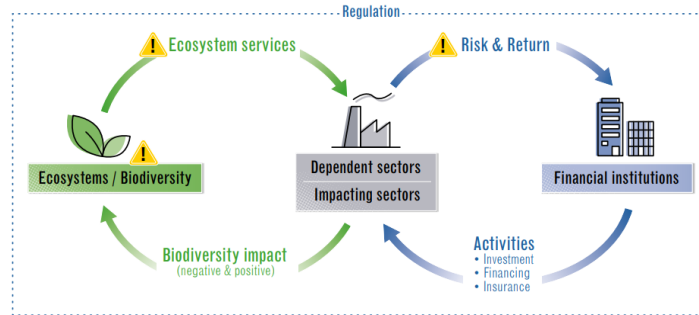 Regulation
! Ecosystem services
! Risk & Return
!
Ecosystems / Biodiversity
Dependent sectors
Impacting sectors
Financial institutions
Biodiversity impact
(negative & positive)
Activities
• Investment
• Financing
• Insurance